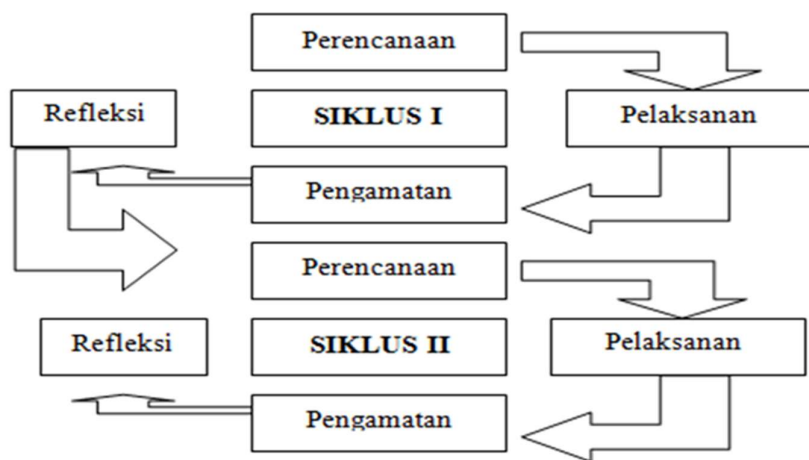 Perencanaan
Refleksi
SIKLUS I
Pelaksanan
Pengamatan
Perencanaan
Refleksi
SIKLUS II
Pelaksanan
Pengamatan